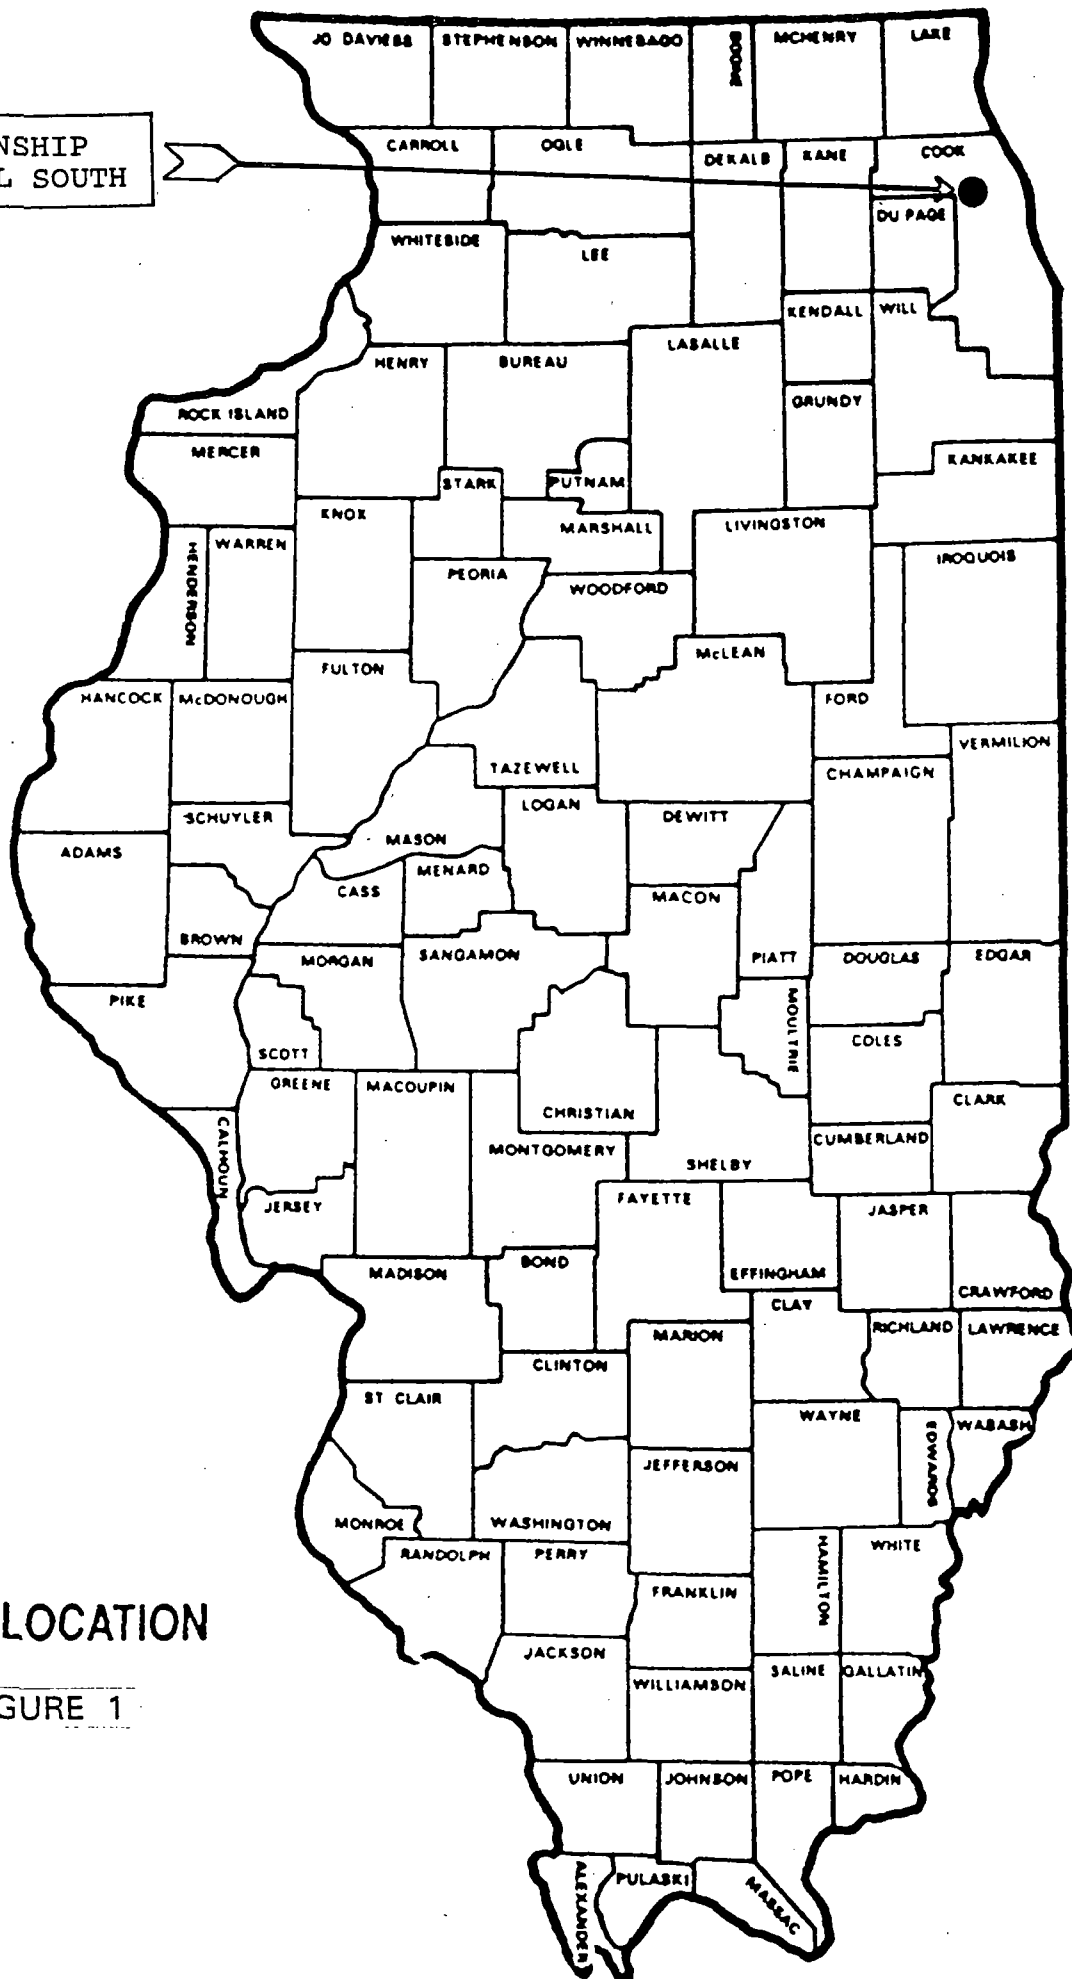 JO DAVIESS STEPHENSON WINNEBAGO BOONE MCHENRY LAKE
NSHIP
L SOUTH
CARROLL OGLE DEKALB KANE COOK
DU PAGE
WHITESIDE LEE
KENDALL WILL
HENRY BUREAU LASALLE
ROCK ISLAND GRUNDY
MERCER KANKAKEE
STARK PUTNAM
KNOX MARSHALL LIVINGSTON
HENDERSON WARREN PEORIA WOODFORD IROQUOIS
FULTON McLEAN
HANCOCK McDONOUGH FORD
TAZEWELL CHAMPAIGN VERMILION
SCHUYLER LOGAN DEWITT
ADAMS MASON
CASS MENARD MACON
BROWN MORGAN SANGAMON PIATT DOUGLAS EDGAR
PIKE MOULTRIE
SCOTT COLES
GREENE MACOUPIN CHRISTIAN CLARK
CALHOUN MONTGOMERY SHELBY CUMBERLAND
JERSEY FAYETTE JASPER
MADISON BOND EFFINGHAM CRAWFORD
CLAY
MARION RICHLAND LAWRENCE
CLINTON
ST CLAIR WAYNE EDWARDS WABASH
JEFFERSON
MONROE WASHINGTON
RANDOLPH PERRY HAMILTON WHITE
FRANKLIN
LOCATION
JACKSON
WILLIAMSON SALINE GALLATIN
GURE 1
UNION JOHNSON POPE HARDIN
ALEXANDER PULASKI MASSAC